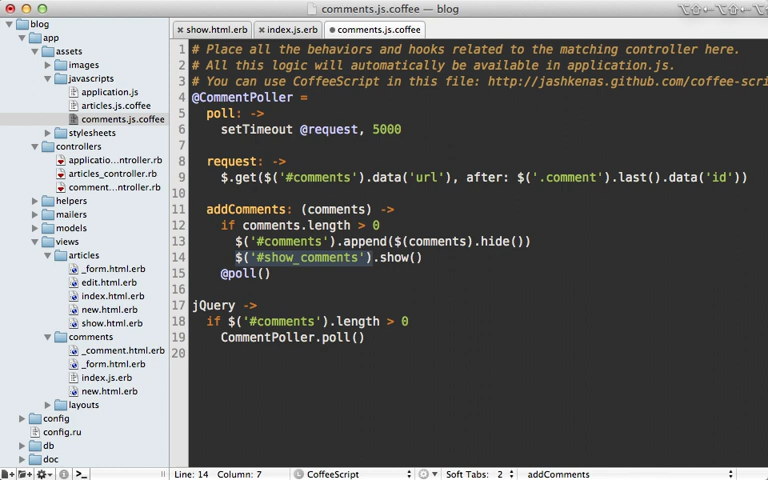 comments.js.coffee — blog
blog
app
assets
images
javascripts
application.js
articles.js.coffee
comments.js.coffee
stylesheets
controllers
applicatio…ntroller.rb
articles_controller.rb
comment…ntroller.rb
helpers
mailers
models
views
articles
_form.html.erb
edit.html.erb
index.html.erb
new.html.erb
show.html.erb
comments
_comment.html.erb
_form.html.erb
index.js.erb
new.html.erb
layouts
config
config.ru
db
doc
show.html.erb index.js.erb comments.js.coffee
1 # Place all the behaviors and hooks related to the matching controller here.
2 # All this logic will automatically be available in application.js.
3 # You can use CoffeeScript in this file: http://jashkenas.github.com/coffee-scri
4 @CommentPoller =
5 poll: ->
6 setTimeout @request, 5000
7
8 request: ->
9 $.get($('#comments').data('url'), after: $('.comment').last().data('id'))
10
11 addComments: (comments) ->
12 if comments.length > 0
13 $('#comments').append($(comments).hide())
14 $('#show_comments').show()
15 @poll()
16
17 jQuery ->
18 if $('#comments').length > 0
19 CommentPoller.poll()
20
Line: 14 Column: 7 CoffeeScript Soft Tabs: 2 addComments